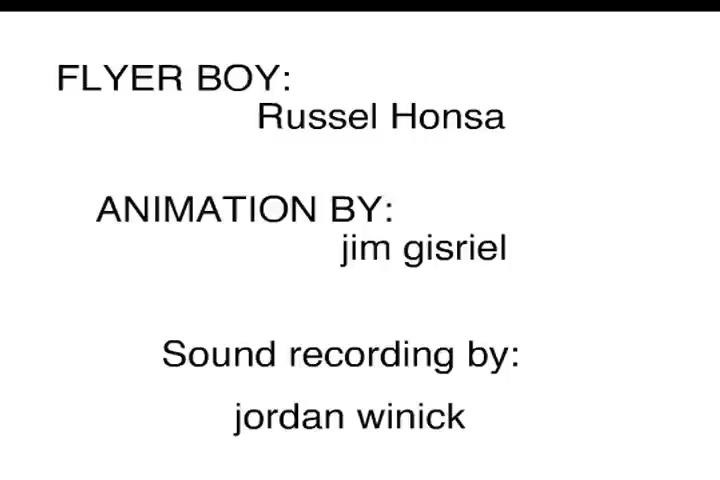 FLYER BOY:
Russel Honsa
ANIMATION BY:
jim gisriel
Sound recording by:
jordan winick